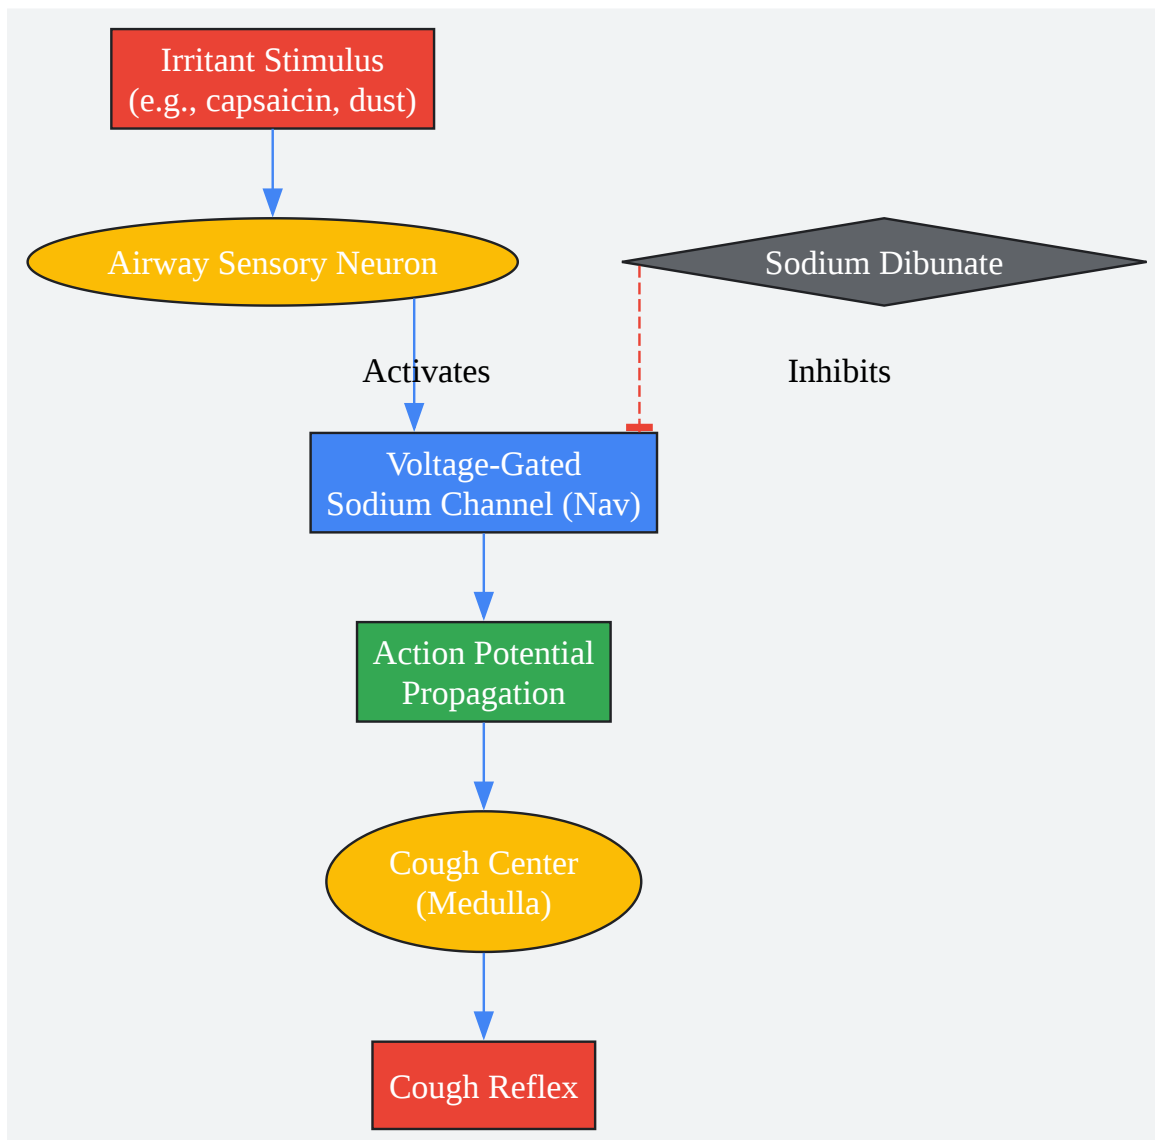 Irritant Stimulus
(e.g., capsaicin, dust)
Airway Sensory Neuron
Sodium Dibunate
Activates
Inhibits
Voltage-Gated
Sodium Channel (Nav)
Action Potential
Propagation
Cough Center
(Medulla)
Cough Reflex